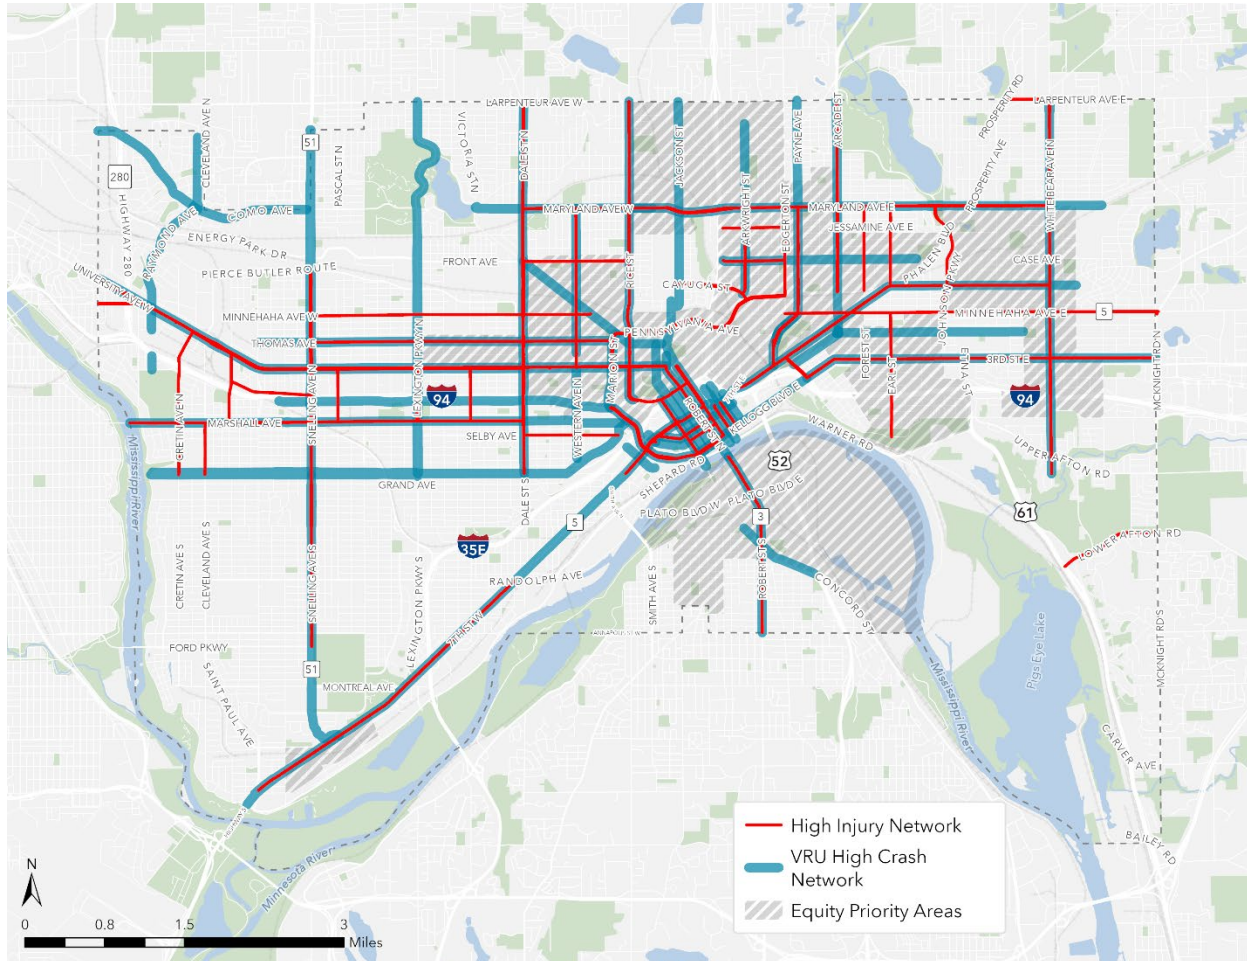 LARPENTEUR AVE W
LARPENTEUR AVE E
PROSPERITY RD
CLEVELAND AVE N
51
PASCAL ST N
VICTORIA ST N
DALE ST N
JACKSON ST
PAYNE AVE
ARCADE ST
280
HIGHWAY 280
RAYMOND AVE
COMO AVE
ENERGY PARK DR
PIERCE BUTLER ROUTE
FRONT AVE
MARYLAND AVE W
RICE ST
ARKWRIGHT ST
EDGERTON ST
MARYLAND AVE E
JESSAMINE AVE E
PROSPERITY AVE
WHITE BEAR AVE N
PHALEN BLVD
CASE AVE
JOHNSON PKWY
CAYUGA ST
UNIVERSITY AVE W
MINNEHAHA AVE W
PENNSYLVANIA AVE
MINNEHAHA AVE E
5
THOMAS AVE
MARION ST
LEXINGTON PKWY N
SNELLING AVE N
94
WESTERN AVE N
7TH ST E
FOREST ST
EARL ST
ETNA ST
3RD ST E
94
MCKNIGHT RD N
CRETIN AVE N
MARSHALL AVE
SELBY AVE
ROBERT ST N
KELLOGG BLVD E
WARNER RD
UPPER AFTON RD
Mississippi River
GRAND AVE
DALE ST S
SHEPARD RD
52
PLATO BLVD W
PLATO BLVD E
61
5
3
35E
LOWER AFTON RD
CRETIN AVE S
CLEVELAND AVE S
SNELLING AVE S
LEXINGTON PKWY S
RANDOLPH AVE
SMITH AVE S
ROBERT ST S
CONCORD ST
7TH ST W
ANNAPOLIS ST W
FORD PKWY
SAINT PAUL AVE
51
MONTREAL AVE
Mississippi River
Pigs Eye Lake
MCKNIGHT RD S
CARVER AVE
BAILEY RD
Minnesota River
High Injury Network
VRU High Crash
Network
Equity Priority Areas
N
0 0.8 1.5 3
Miles